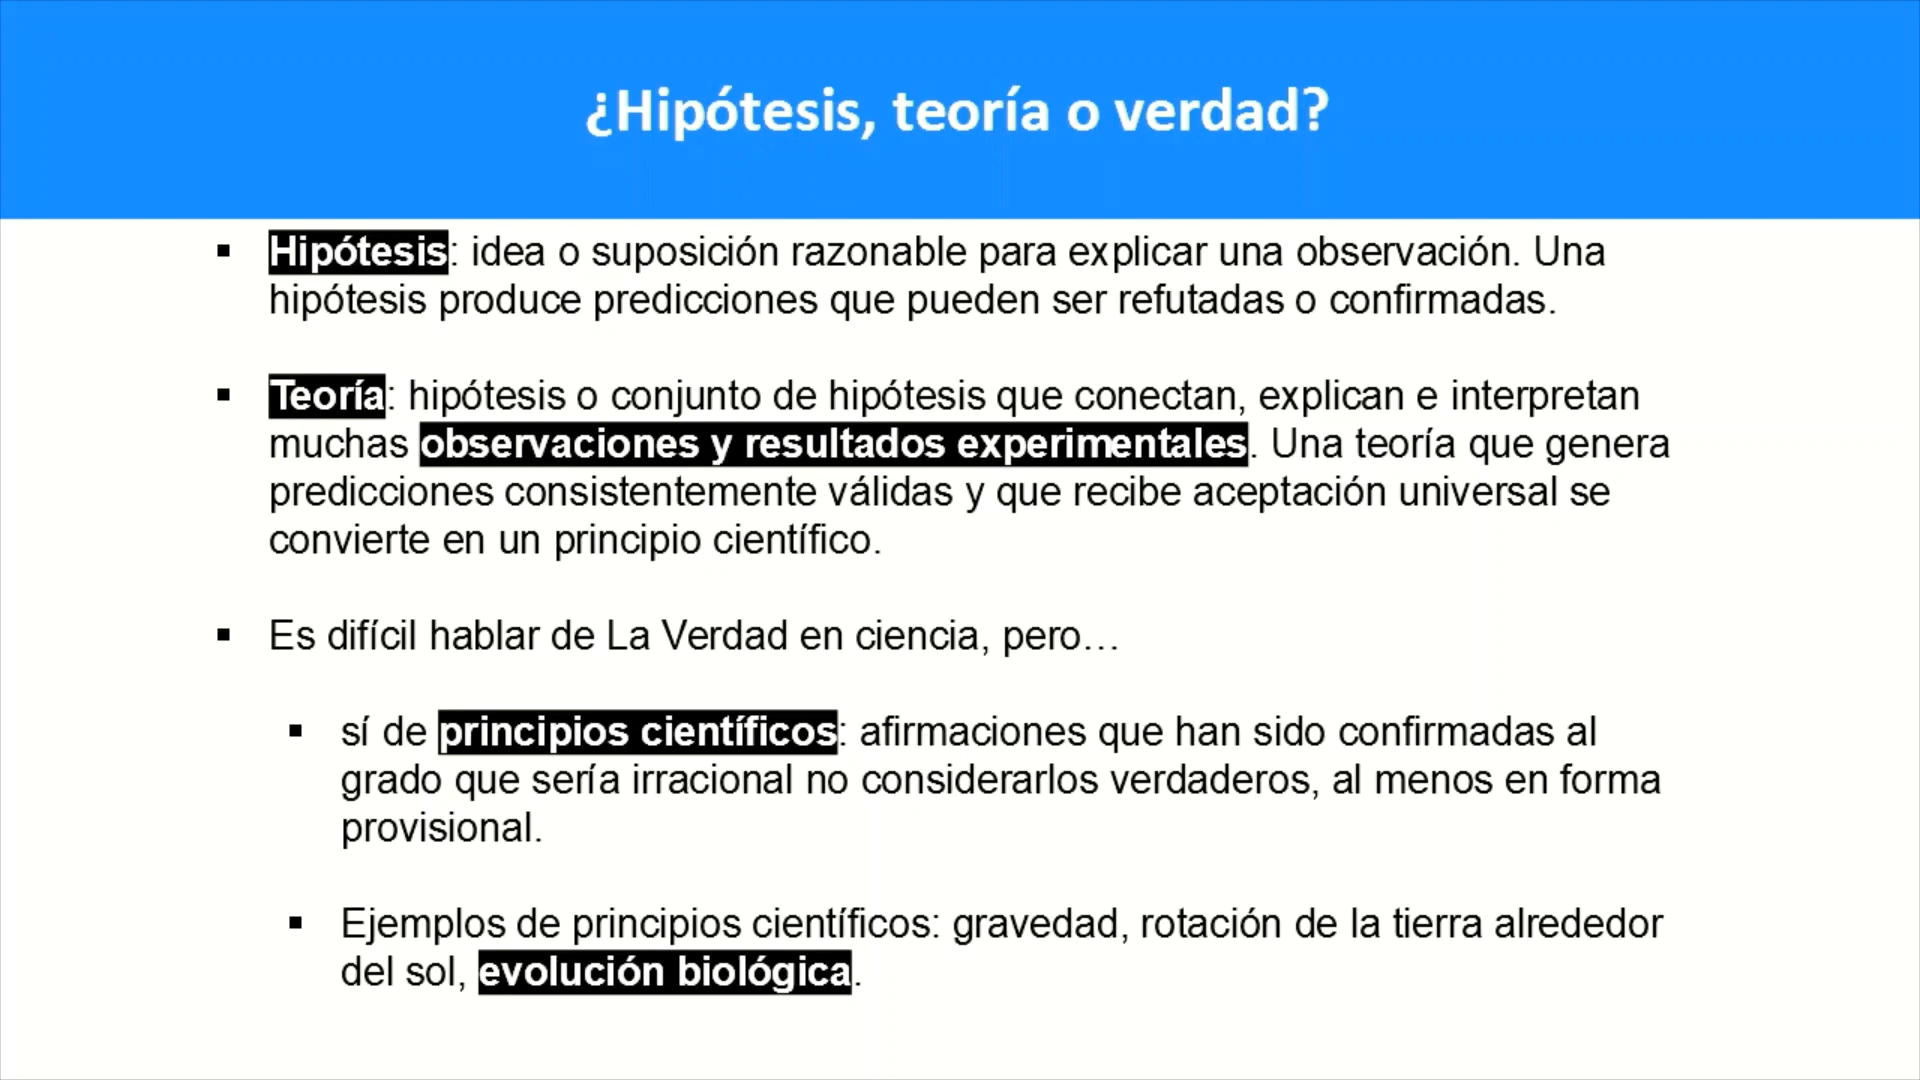 ¿Hipótesis, teoría o verdad?
▪ Hipótesis: idea o suposición razonable para explicar una observación. Una
hipótesis produce predicciones que pueden ser refutadas o confirmadas.
▪ Teoría: hipótesis o conjunto de hipótesis que conectan, explican e interpretan
muchas observaciones y resultados experimentales. Una teoría que genera
predicciones consistentemente válidas y que recibe aceptación universal se
convierte en un principio científico.
▪ Es difícil hablar de La Verdad en ciencia, pero…
▪ sí de principios científicos: afirmaciones que han sido confirmadas al
grado que sería irracional no considerarlos verdaderos, al menos en forma
provisional.
▪ Ejemplos de principios científicos: gravedad, rotación de la tierra alrededor
del sol, evolución biológica.